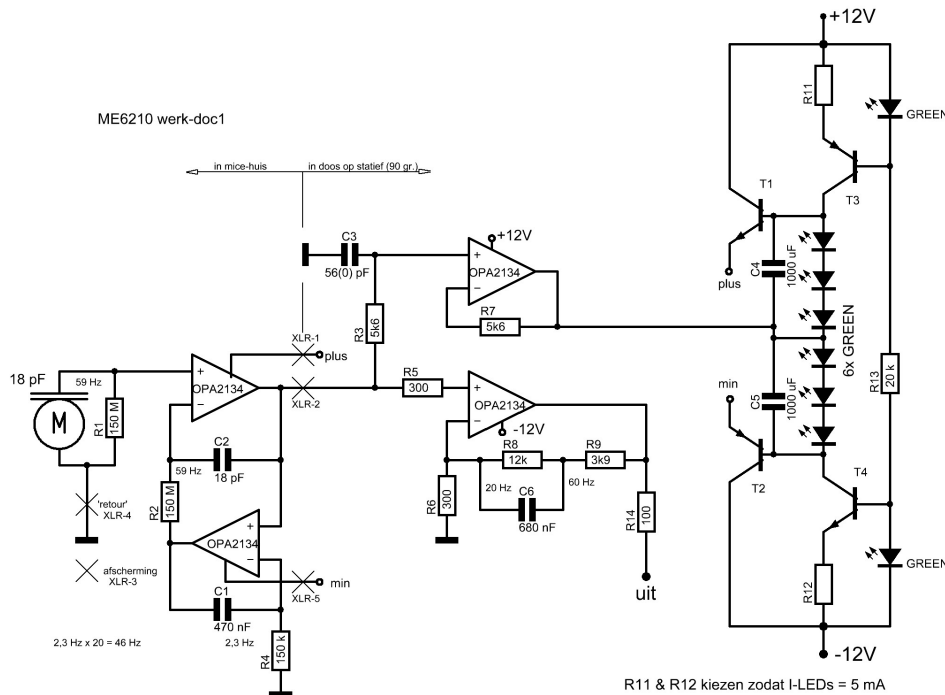 +12V
ME6210 werk-doc1
R11
GREEN
in mice-huis
in doos op statief (90 gr.)
T1
T3
C3
56(0) pF
+12V
+
OPA2134
−
plus
C4
1000 uF
R7
5k6
R3
5k6
6x GREEN
XLR-1
plus
18 pF
59 Hz
+
OPA2134
−
XLR-2
R5
300
+
OPA2134
−
-12V
min
C5
1000 uF
R13
20 k
M
R1
150 M
C2
18 pF
59 Hz
R8
12k
R9
3k9
T2
T4
R2
150 M
'retour'
XLR-4
20 Hz
60 Hz
C6
680 nF
R6
300
R14
100
+
OPA2134
−
afscherming
XLR-3
min
XLR-5
GREEN
R12
C1
470 nF
uit
2,3 Hz x 20 = 46 Hz
2,3 Hz
R4
150 k
-12V
R11 & R12 kiezen zodat I-LEDs = 5 mA